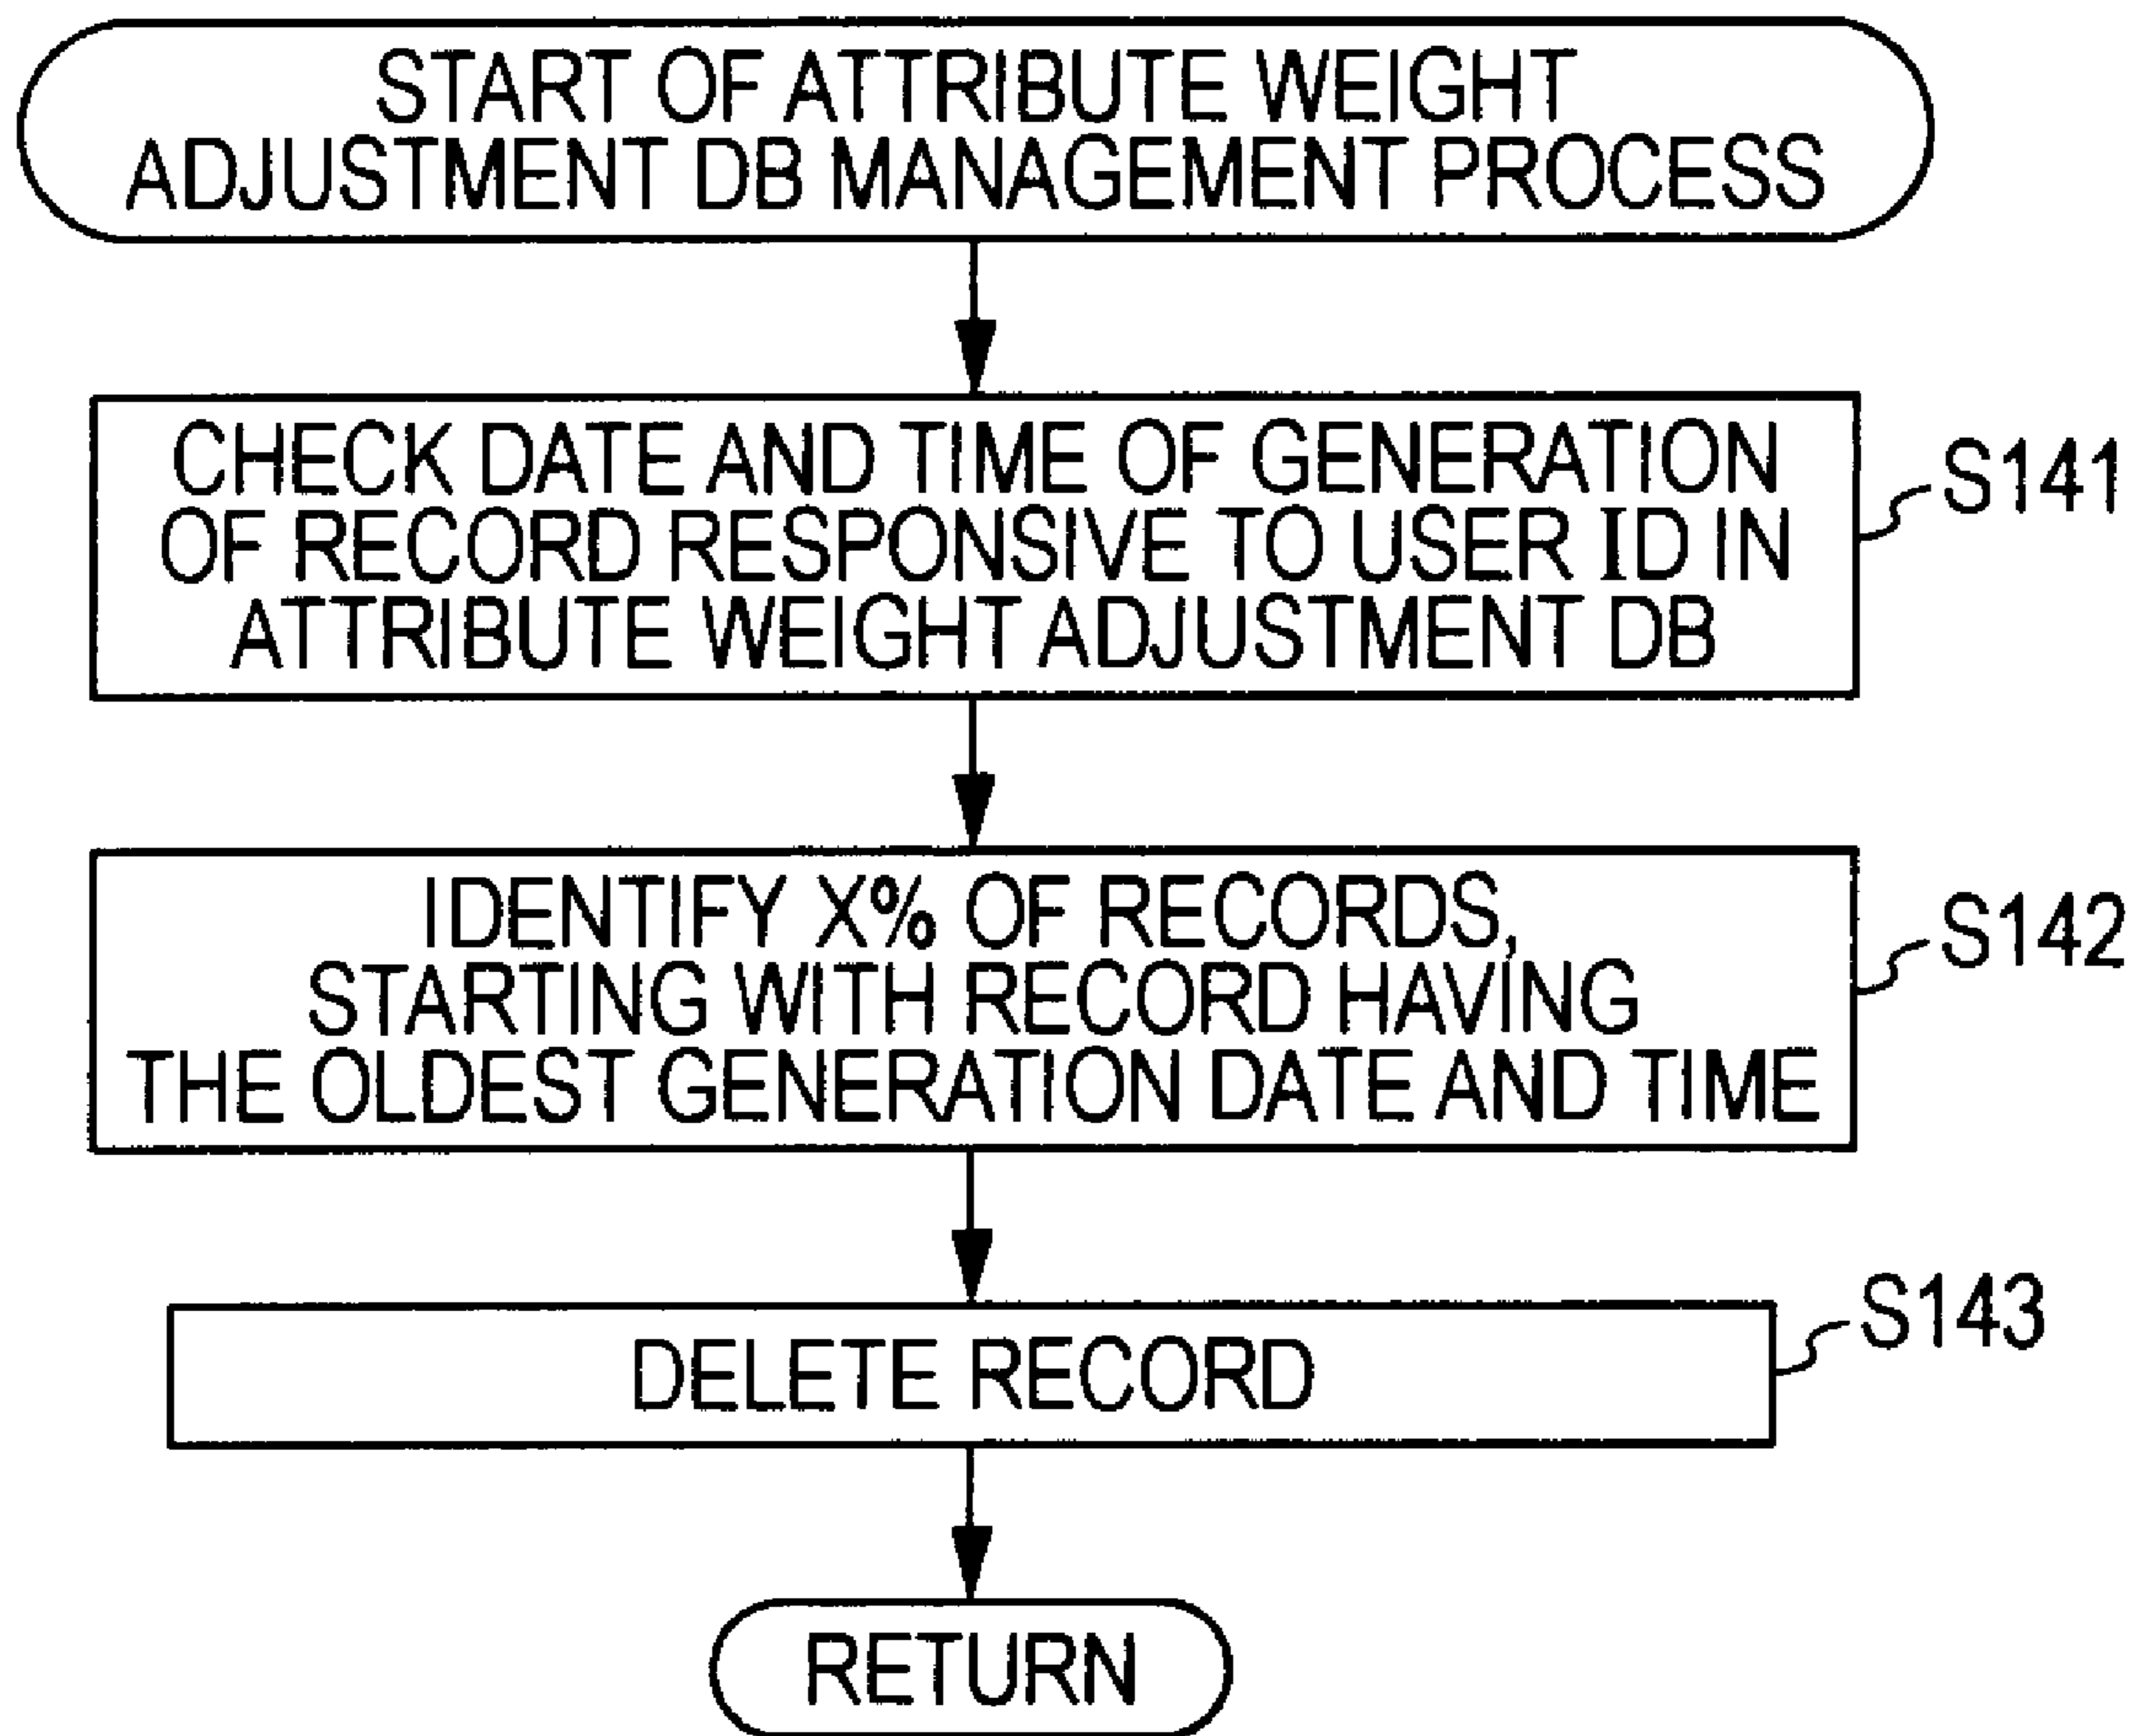 START OF ATTRIBUTE WEIGHT
ADJUSTMENT DB MANAGEMENT PROCESS
CHECK DATE AND TIME OF GENERATION
OF RECORD RESPONSIVE TO USER ID IN
ATTRIBUTE WEIGHT ADJUSTMENT DB
S141
IDENTIFY X% OF RECORDS,
STARTING WITH RECORD HAVING
THE OLDEST GENERATION DATE AND TIME
S142
DELETE RECORD
S143
RETURN